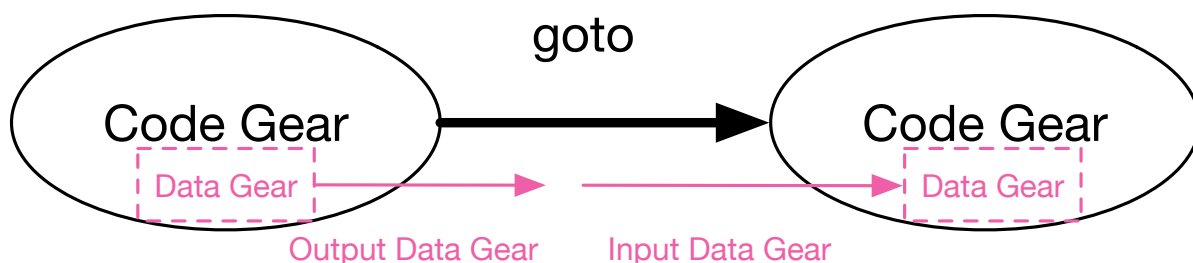 goto
Code Gear
Code Gear
Data Gear
Data Gear
Output Data Gear
Input Data Gear